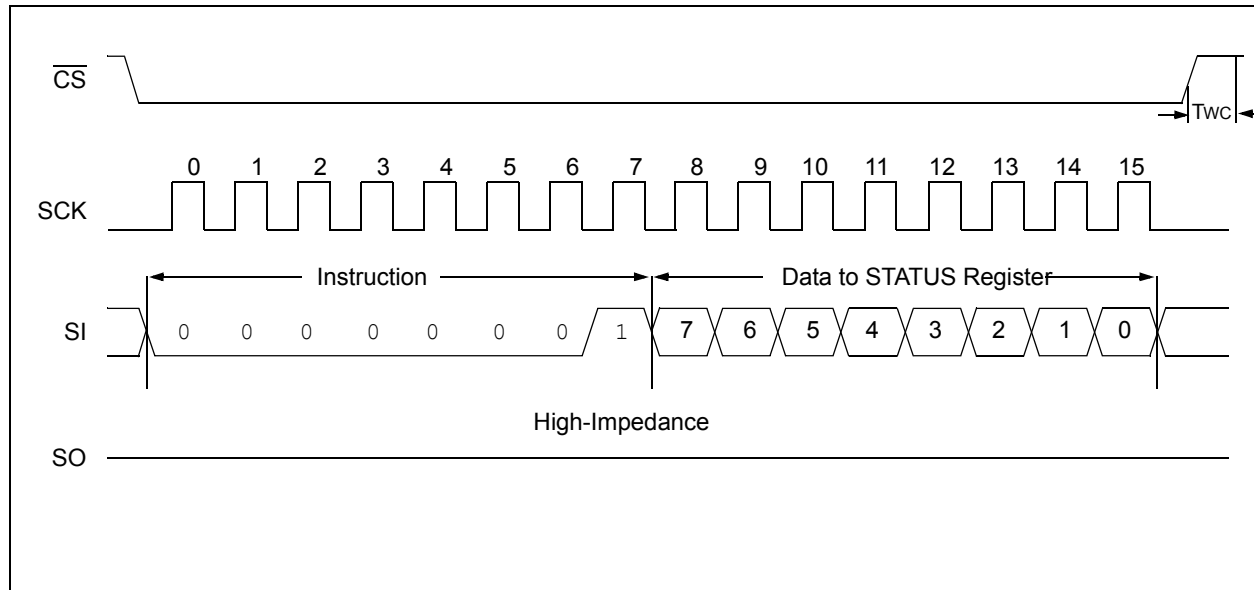 CS
TWC
0 1 2 3 4 5 6 7 8 9 10 11 12 13 14 15
SCK
Instruction Data to STATUS Register
SI 0 0 0 0 0 0 0 1 7 6 5 4 3 2 1 0
High-Impedance
SO